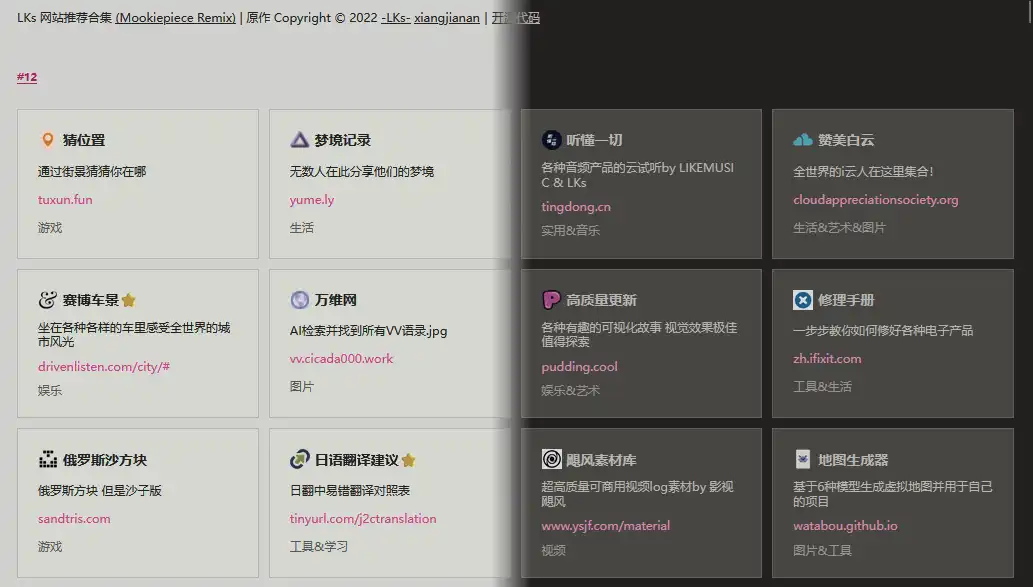 LKs 网站推荐合集 (Mookiepiece Remix) | 原作 Copyright © 2022 -LKs- xiangjianan | 开源代码
#12
猜位置
通过街景猜猜你在哪
tuxun.fun
游戏
梦境记录
无数人在此分享他们的梦境
yume.ly
生活
听懂一切
各种音频产品的云试听by LIKEMUSI
C & LKs
tingdong.cn
实用&音乐
赞美白云
全世界的i云人在这里集合！
cloudappreciationsociety.org
生活&艺术&图片
赛博车景
坐在各种各样的车里感受全世界的城
市风光
drivenlisten.com/city/#
娱乐
万维网
AI检索并找到所有VV语录.jpg
vv.cicada000.work
图片
高质量更新
各种有趣的可视化故事 视觉效果极佳
值得探索
pudding.cool
娱乐&艺术
修理手册
一步步教你如何修好各种电子产品
zh.ifixit.com
工具&生活
俄罗斯沙方块
俄罗斯方块 但是沙子版
sandtris.com
游戏
日语翻译建议
日翻中易错翻译对照表
tinyurl.com/j2ctranslation
工具&学习
飓风素材库
超高质量可商用视频log素材by 影视
飓风
www.ysjf.com/material
视频
地图生成器
基于6种模型生成虚拟地图并用于自己
的项目
watabou.github.io
图片&工具